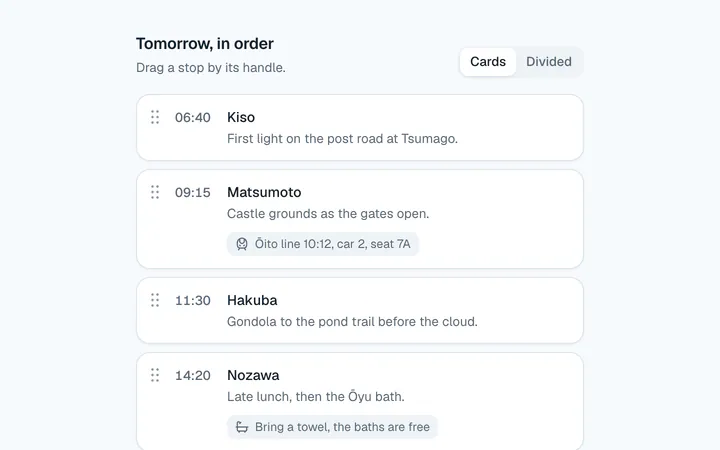 Tomorrow, in order
Drag a stop by its handle.
Cards
Divided
06:40
Kiso
First light on the post road at Tsumago.
09:15
Matsumoto
Castle grounds as the gates open.
Ōito line 10:12, car 2, seat 7A
11:30
Hakuba
Gondola to the pond trail before the cloud.
14:20
Nozawa
Late lunch, then the Ōyu bath.
Bring a towel, the baths are free